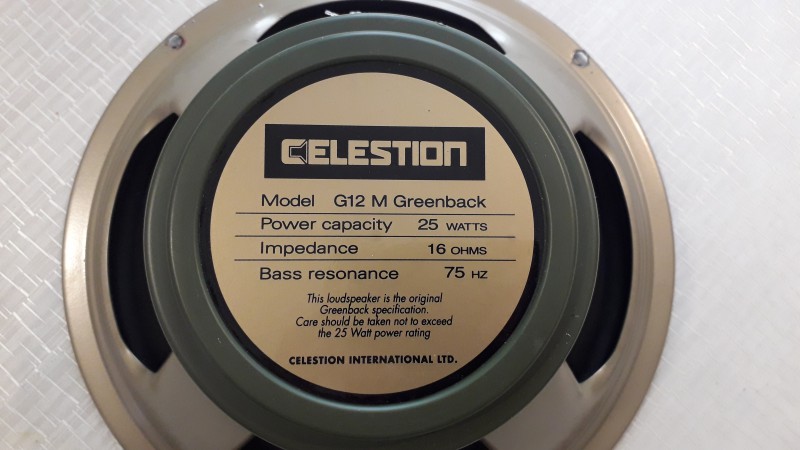 CELESTION
Model G12 M Greenback
Power capacity 25 WATTS
Impedance 16 OHMS
Bass resonance 75 HZ
This loudspeaker is the original
Greenback specification.
Care should be taken not to exceed
the 25 Watt power rating
CELESTION INTERNATIONAL LTD.